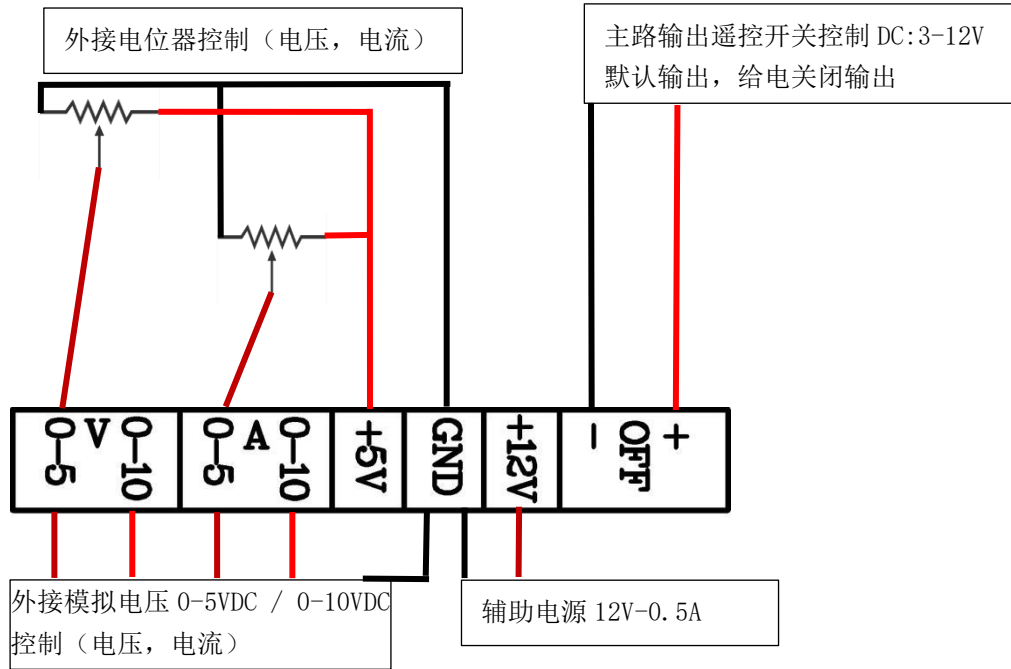 外接电位器控制（电压，电流）
主路输出遥控开关控制 DC:3-12V
默认输出，给电关闭输出
0-5 V 0-10
0-5 A 0-10
+5V
GND
+12V
- OFF +
外接模拟电压 0-5VDC / 0-10VDC
控制（电压，电流）
辅助电源 12V-0.5A